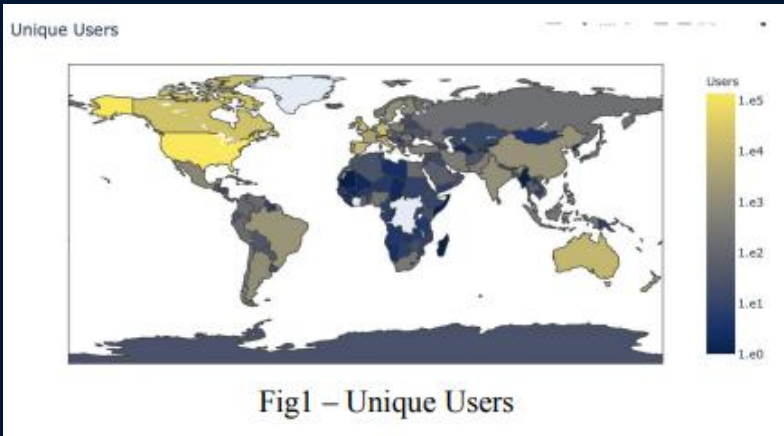 Unique Users
Users
1.e5
1.e4
1.e3
1.e2
1.e1
1.e0
Fig1 – Unique Users